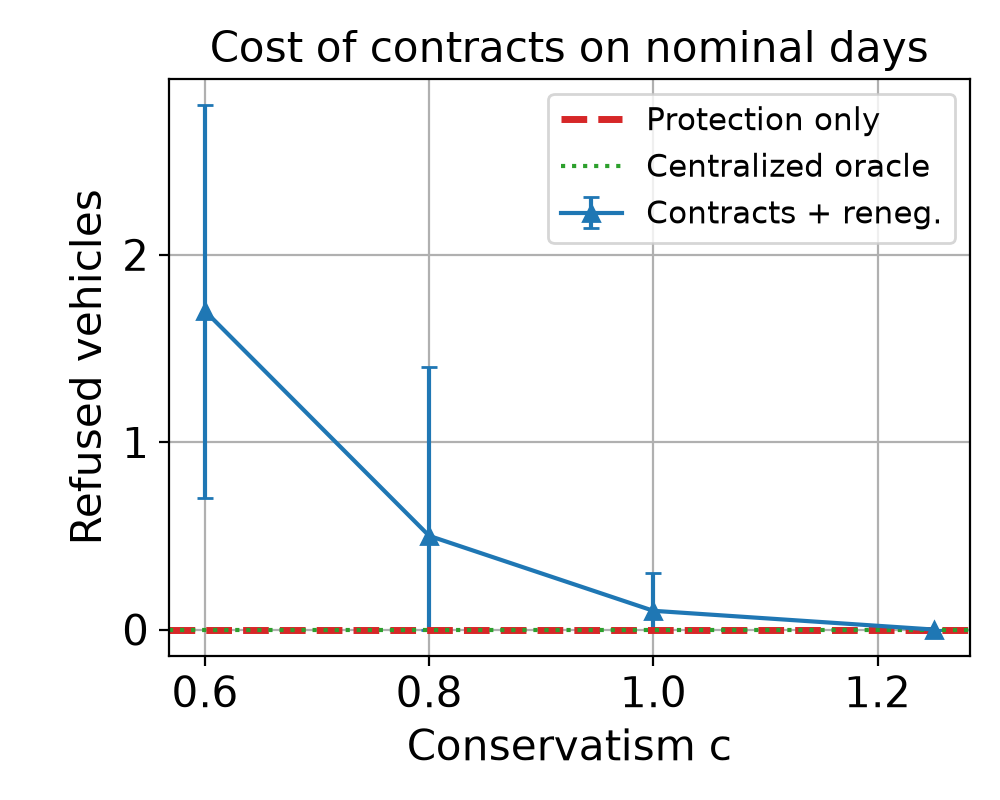 Cost of contracts on nominal days
Protection only
Centralized oracle
Contracts + reneg.
Refused vehicles
2
1
0
0.6 0.8 1.0 1.2
Conservatism c